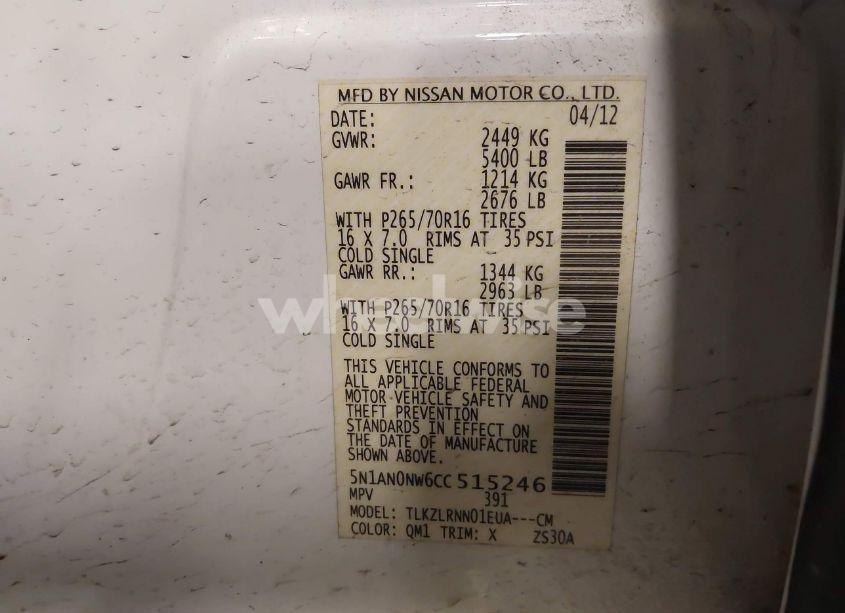 MFD BY NISSAN MOTOR CO., LTD.
DATE: 04/12
GVWR: 2449 KG
5400 LB
GAWR FR.: 1214 KG
2676 LB
WITH P265/70R16 TIRES
16 X 7.0 RIMS AT 35 PSI
COLD SINGLE
GAWR RR.: 1344 KG
2963 LB
WITH P265/70R16 TIRES
16 X 7.0 RIMS AT 35 PSI
COLD SINGLE
THIS VEHICLE CONFORMS TO
ALL APPLICABLE FEDERAL
MOTOR VEHICLE SAFETY AND
THEFT PREVENTION
STANDARDS IN EFFECT ON
THE DATE OF MANUFACTURE
SHOWN ABOVE.
5N1AN0NW6CC 515246
MPV 391
MODEL: TLKZLRNN01EUA---CM
COLOR: QM1 TRIM: X ZS30A
wheelwise